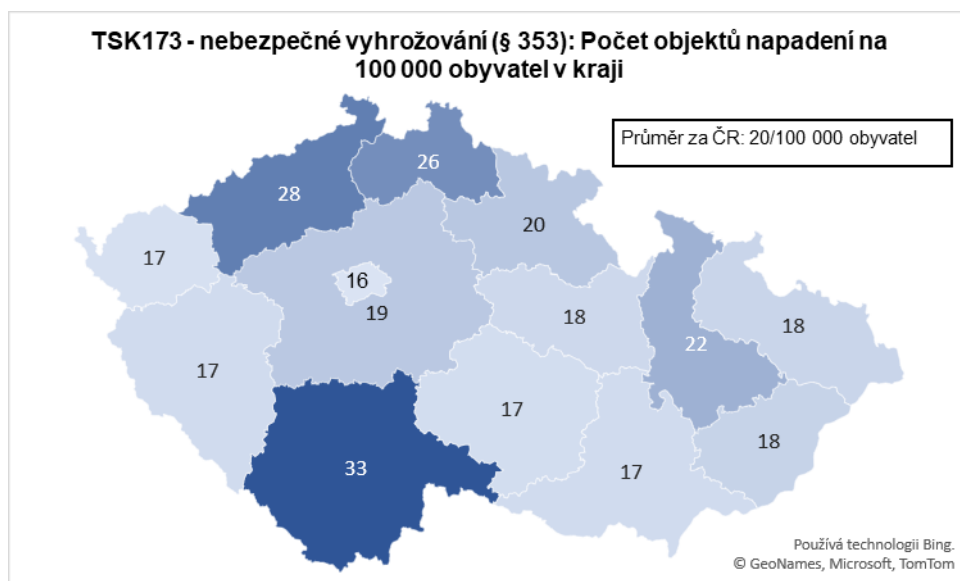 TSK173 - nebezpečné vyhrožování (§ 353): Počet objektů napadení na
100 000 obyvatel v kraji
Průměr za ČR: 20/100 000 obyvatel
26
28
20
17
16
19
18
18
22
17
17
18
33
17
Používá technologii Bing.
© GeoNames, Microsoft, TomTom